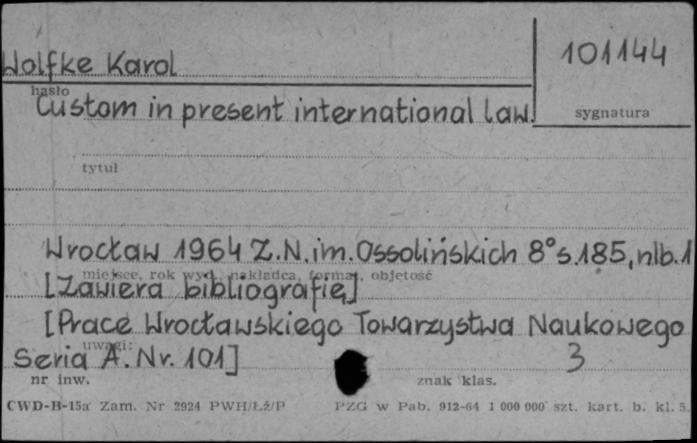 101144
Wolfke Karol
hasło
Custom in present international law.
sygnatura
tytuł
Wrocław 1964 Z.N.im.Ossolińskich 8° s.185, nlb.1
miejsce, rok wyd., nakładca, format, objętość
[Zawiera bibliografię]
[Prace Wrocławskiego Towarzystwa Naukowego
uwagi:
Seria A. Nr. 101] 3
nr inw. znak klas.
CWD-B-15a Zam. Nr 2924 PWH/Łż/P PZG w Pab. 912-64 1 000 000 szt. kart. b. kl. 5.